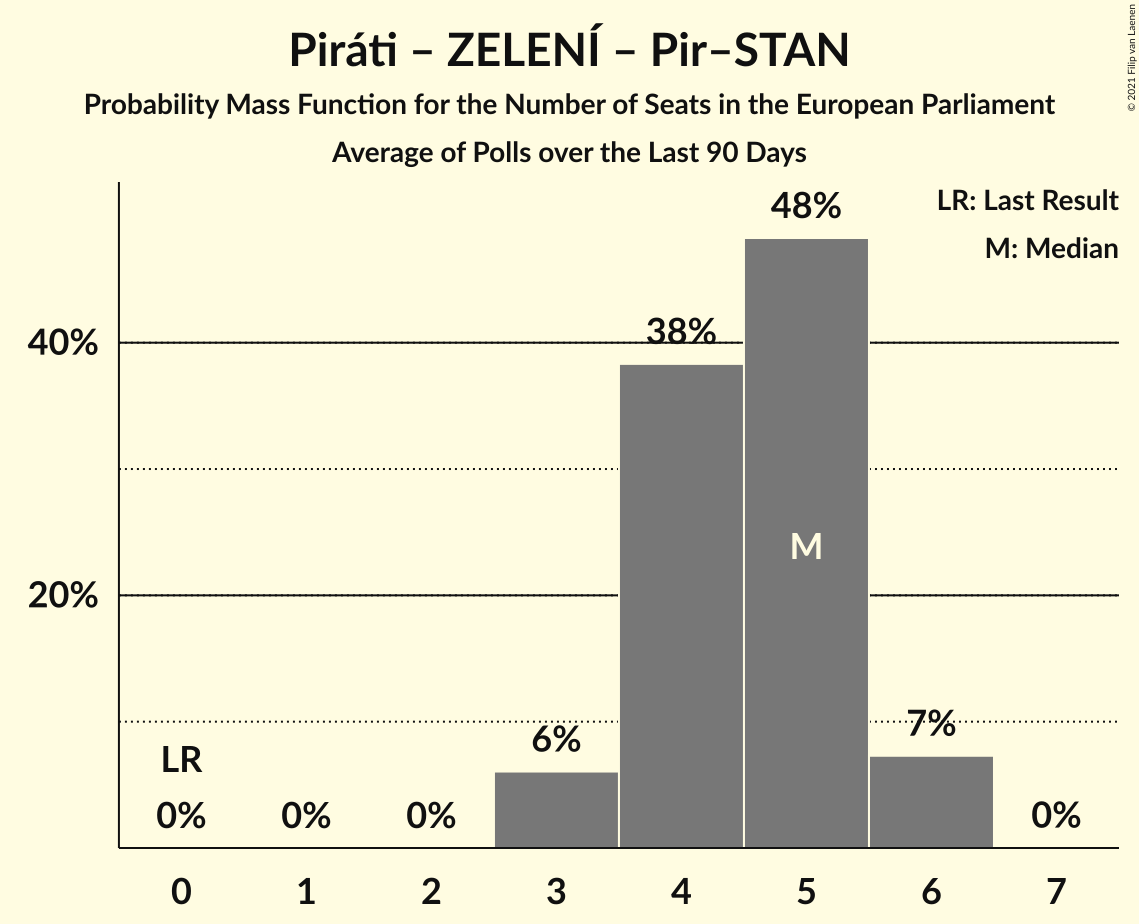 Piráti – ZELENÍ – Pir–STAN
Probability Mass Function for the Number of Seats in the European Parliament
Average of Polls over the Last 90 Days
© 2021 Filip van Laenen
LR: Last Result
M: Median
48%
40%
38%
M
20%
7%
6%
LR
0%
0%
0%
0%
0 1 2 3 4 5 6 7